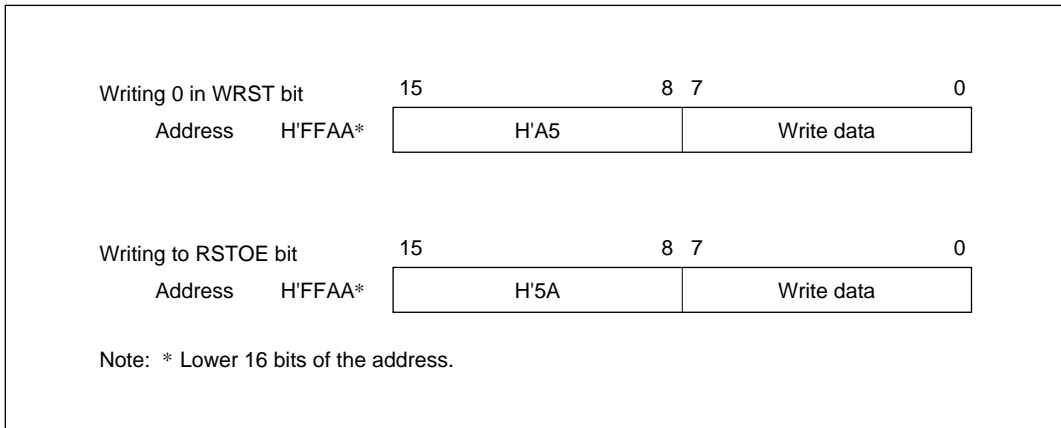 Writing 0 in WRST bit 15 8 7 0
Address H'FFAA* H'A5 Write data
Writing to RSTOE bit 15 8 7 0
Address H'FFAA* H'5A Write data
Note: * Lower 16 bits of the address.